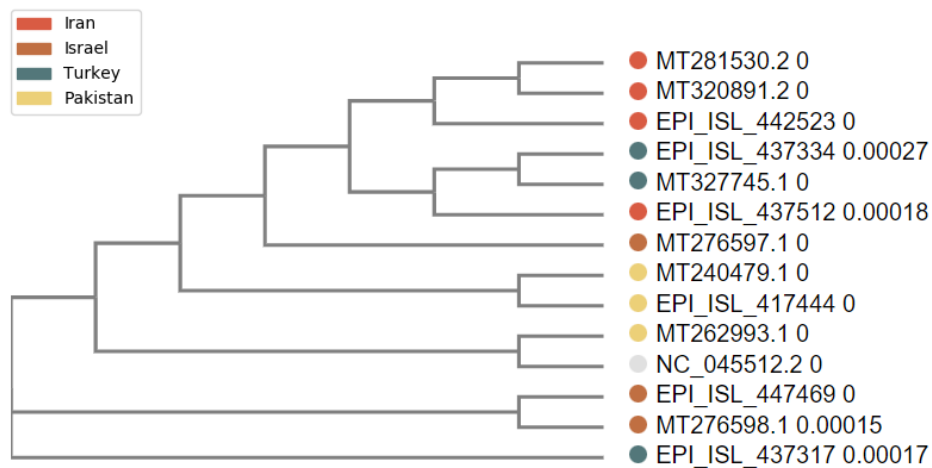 Iran
Israel
Turkey
Pakistan
MT281530.2 0
MT320891.2 0
EPI_ISL_442523 0
EPI_ISL_437334 0.00027
MT327745.1 0
EPI_ISL_437512 0.00018
MT276597.1 0
MT240479.1 0
EPI_ISL_417444 0
MT262993.1 0
NC_045512.2 0
EPI_ISL_447469 0
MT276598.1 0.00015
EPI_ISL_437317 0.00017